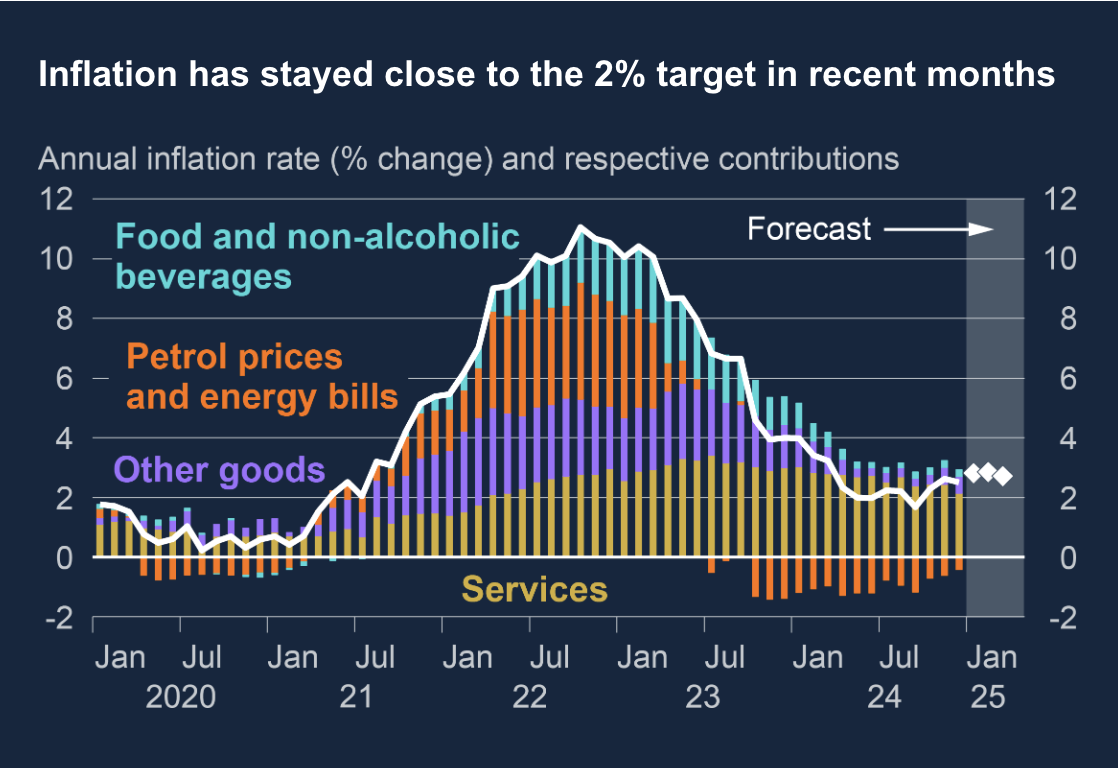 Inflation has stayed close to the 2% target in recent months
Annual inflation rate (% change) and respective contributions
12 12
Food and non-alcoholic Forecast
10 10
beverages
8 8
Petrol prices
6 6
and energy bills
4 4
Other goods
2 2
0 0
Services
-2 -2
Jan Jul Jan Jul Jan Jul Jan Jul Jan Jul Jan
2020 21 22 23 24 25